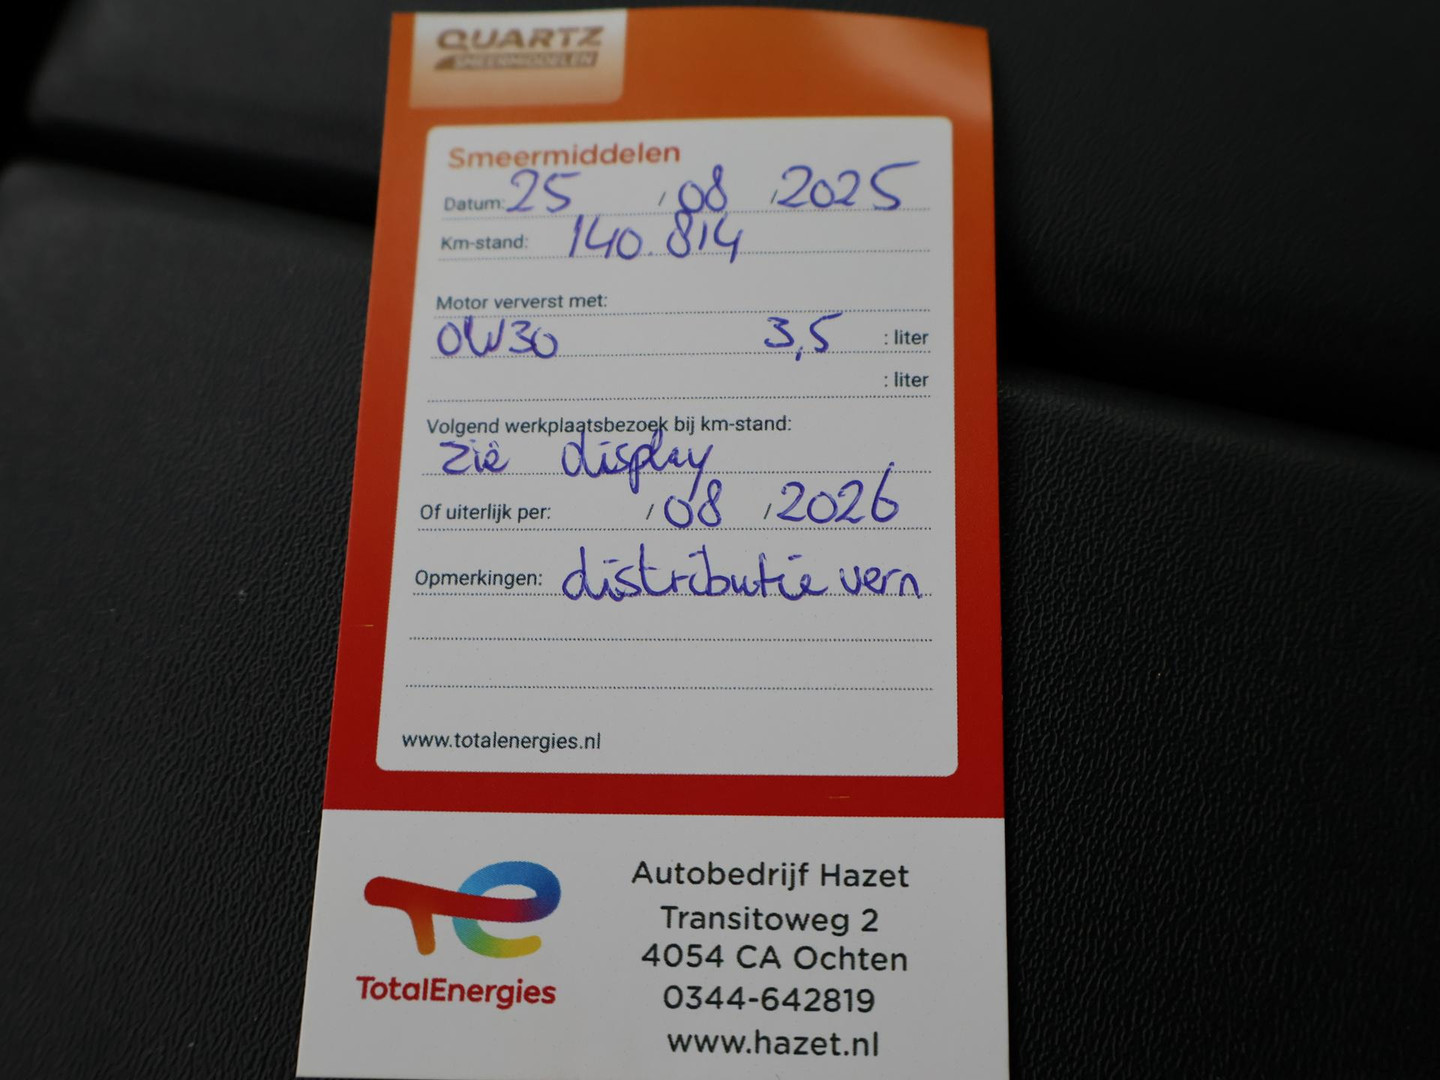 QUARTZ
SMEERMIDDELEN
Smeermiddelen
Datum: 25 / 08 / 2025
Km-stand: 140.814
Motor ververst met:
0W30 3,5 : liter
: liter
Volgend werkplaatsbezoek bij km-stand:
zie display
Of uiterlijk per: / 08 / 2026
Opmerkingen: distributie vern
www.totalenergies.nl
TotalEnergies
Autobedrijf Hazet
Transitoweg 2
4054 CA Ochten
0344-642819
www.hazet.nl